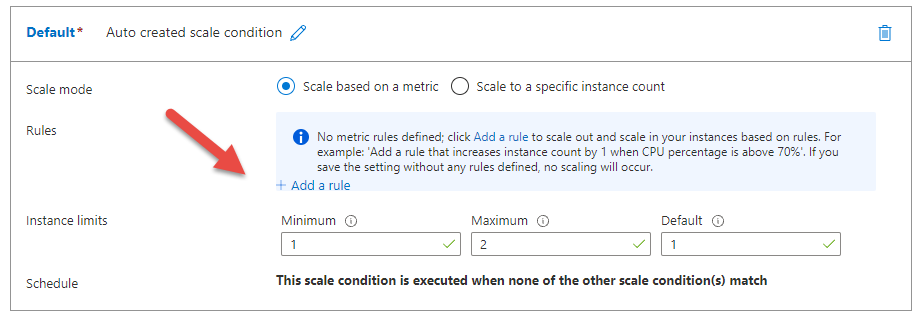 Default* Auto created scale condition
Scale mode
Scale based on a metric Scale to a specific instance count
Rules
No metric rules defined; click Add a rule to scale out and scale in your instances based on rules. For
example: 'Add a rule that increases instance count by 1 when CPU percentage is above 70%'. If you
save the setting without any rules defined, no scaling will occur.
+ Add a rule
Instance limits
Minimum Maximum Default
1 2 1
Schedule
This scale condition is executed when none of the other scale condition(s) match